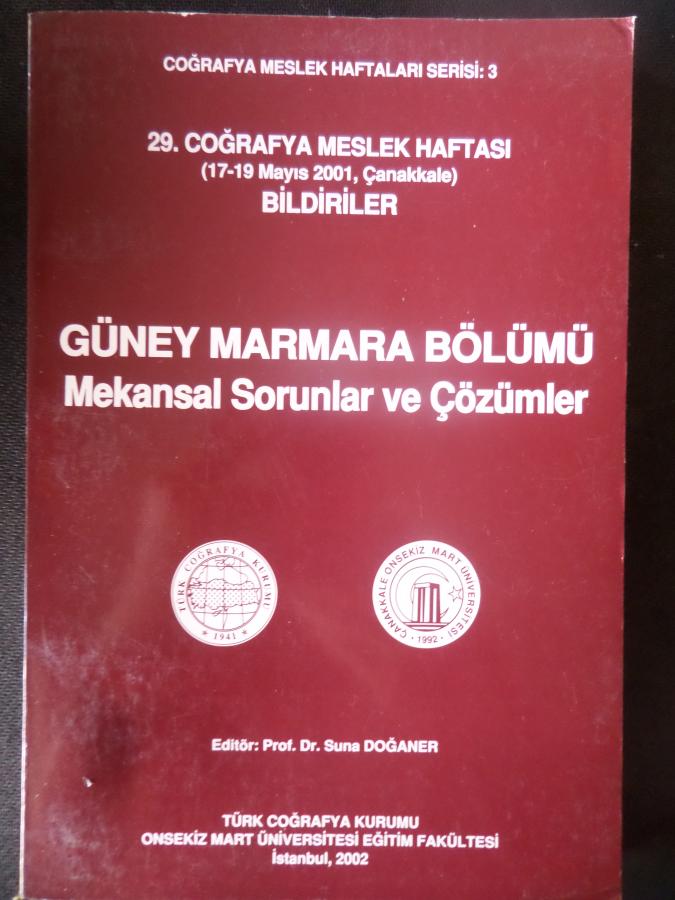 COĞRAFYA MESLEK HAFTALARI SERİSİ: 3
29. COĞRAFYA MESLEK HAFTASI
(17-19 Mayıs 2001, Çanakkale)
BİLDİRİLER
GÜNEY MARMARA BÖLÜMÜ
Mekansal Sorunlar ve Çözümler
TÜRK COĞRAFYA KURUMU
★ 1941 ★
ÇANAKKALE ONSEKİZ MART ÜNİVERSİTESİ
· 1992 ·
Editör: Prof. Dr. Suna DOĞANER
TÜRK COĞRAFYA KURUMU
ONSEKİZ MART ÜNİVERSİTESİ EĞİTİM FAKÜLTESİ
İstanbul, 2002